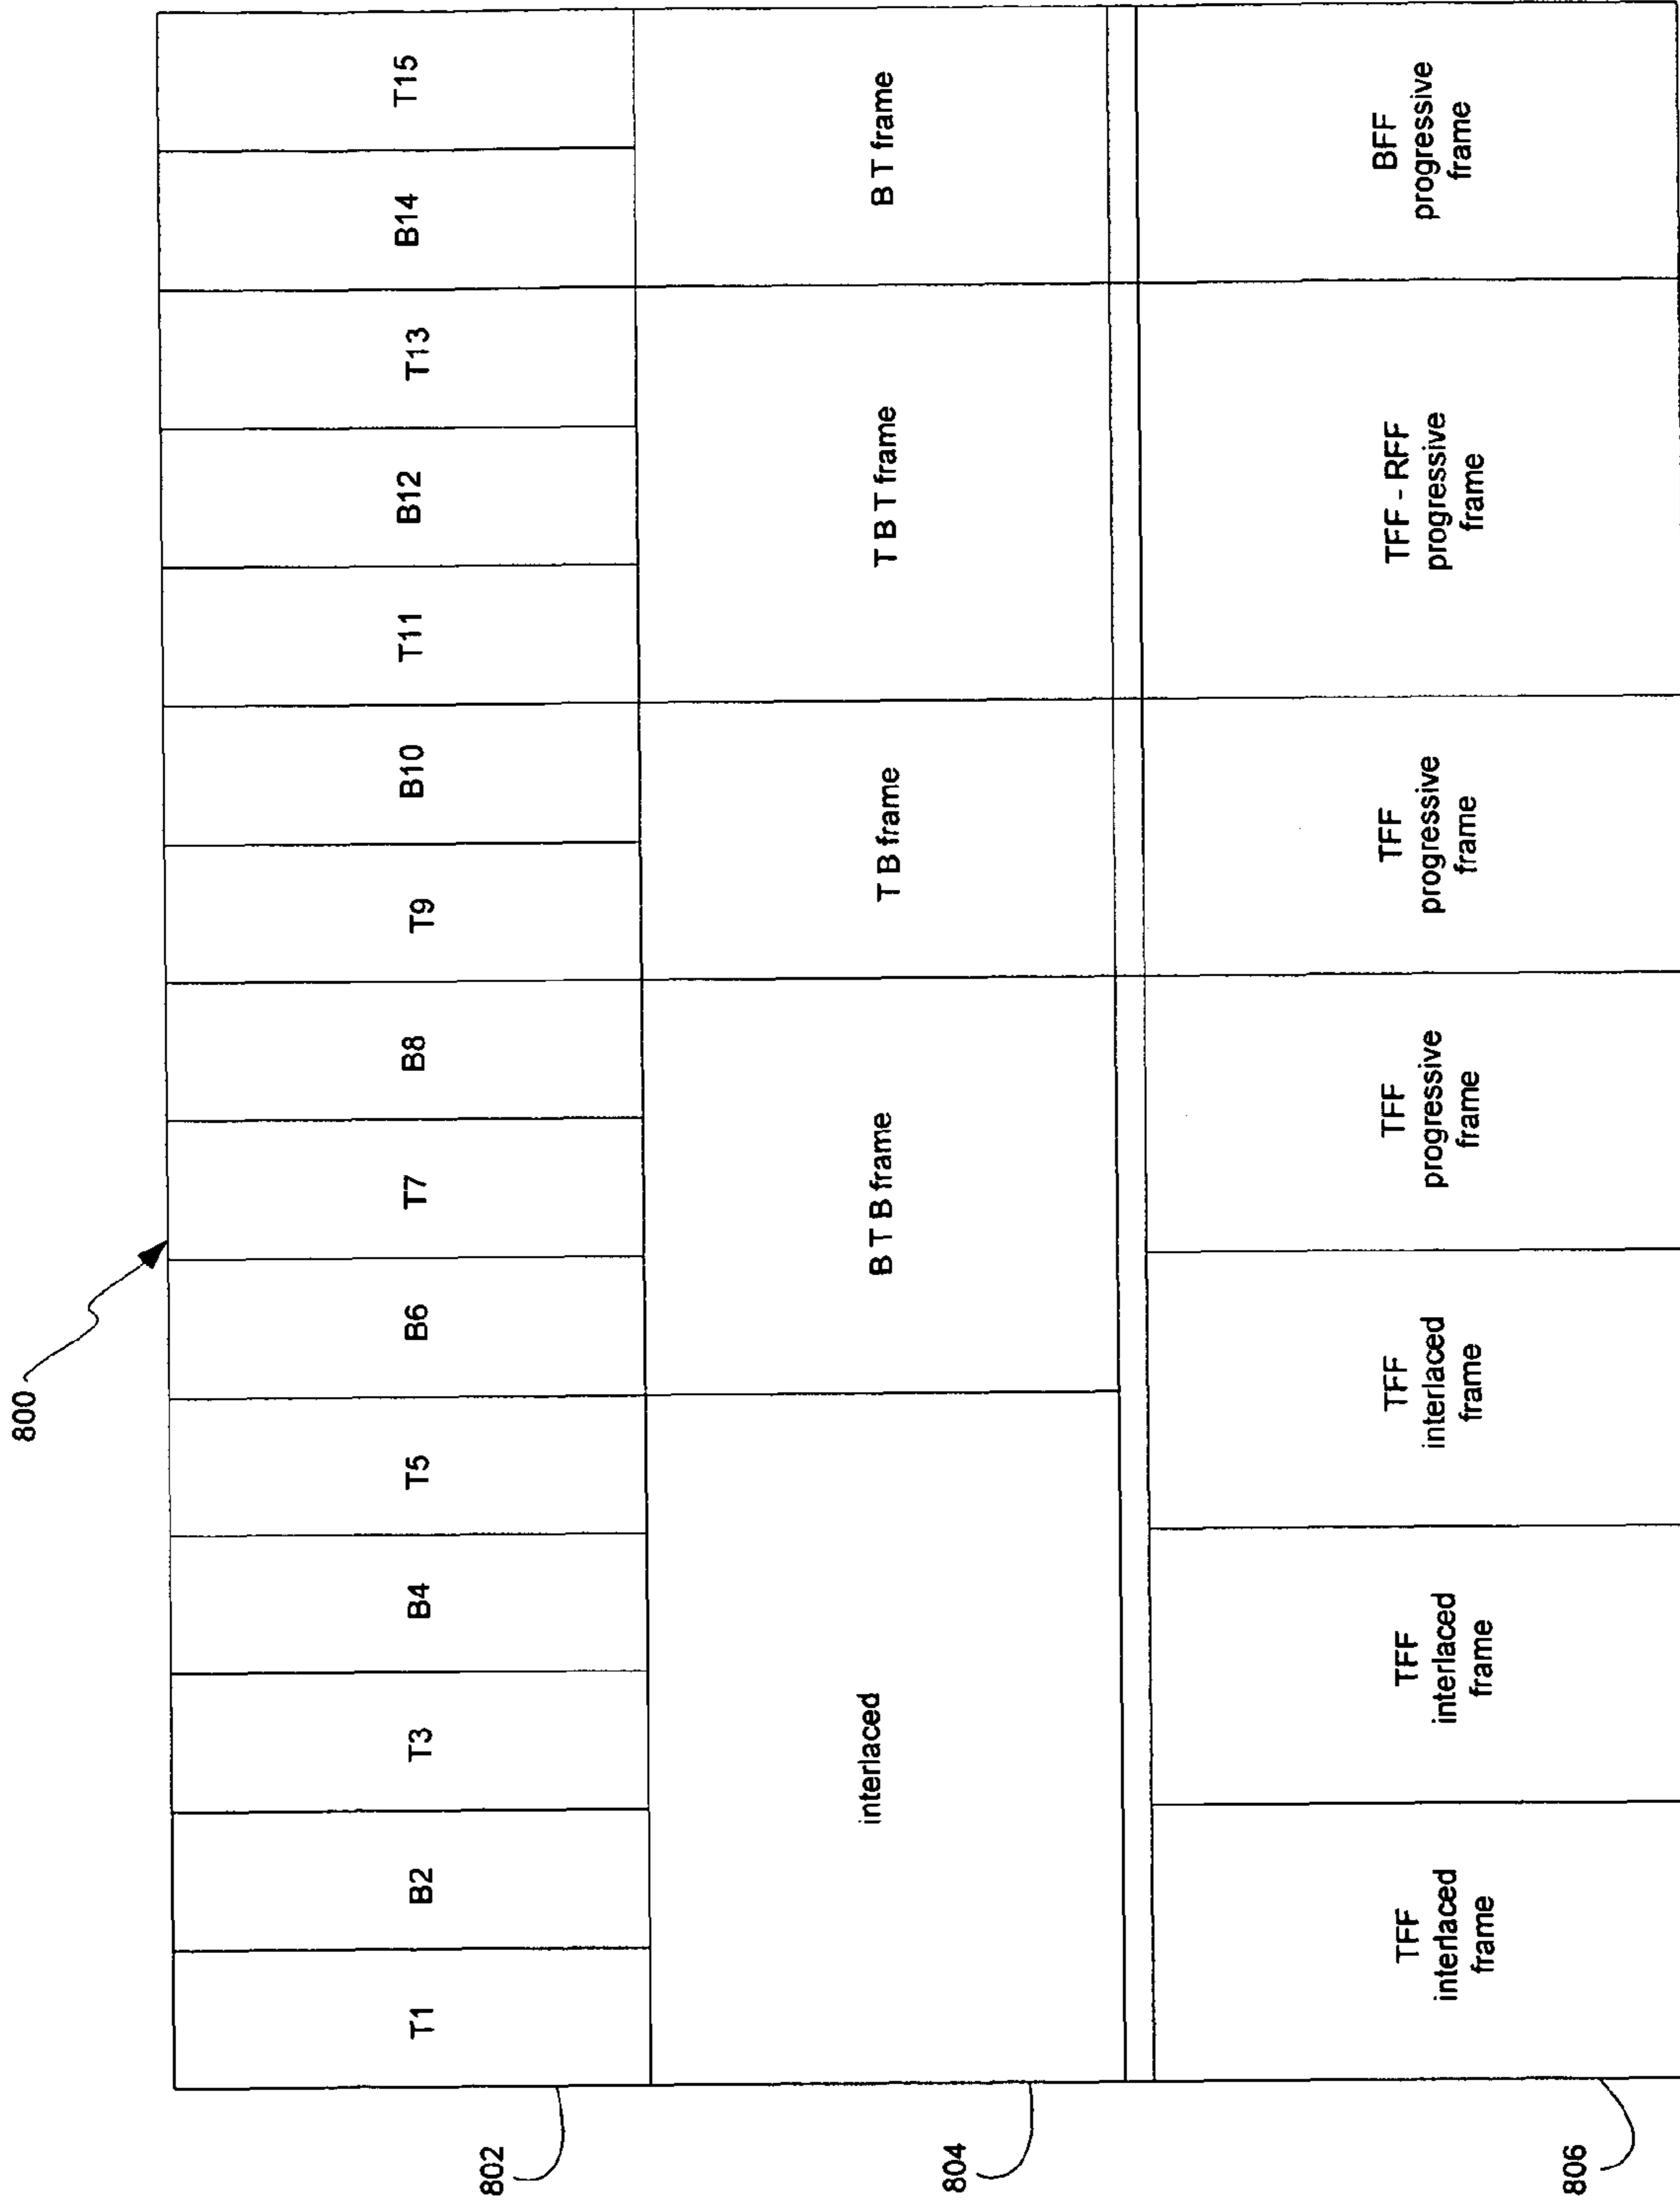 800
802
T1
B2
T3
B4
T5
B6
T7
B8
T9
B10
T11
B12
T13
B14
T15
804
interlaced
B T B frame
T B frame
T B T frame
B T frame
806
TFF
interlaced
frame
TFF
interlaced
frame
TFF
interlaced
frame
TFF
progressive
frame
TFF
progressive
frame
TFF - RFF
progressive
frame
BFF
progressive
frame